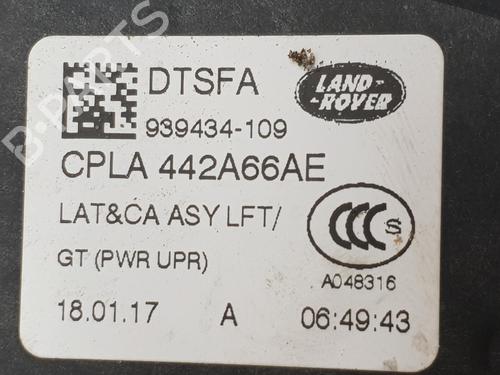 DTSFA
LAND-
-ROVER
939434-109
CPLA 442A66AE
LAT&CA ASY LFT/
GT (PWR UPR)
CCC S
A048316
18.01.17 A 06:49:43
B-PARTS